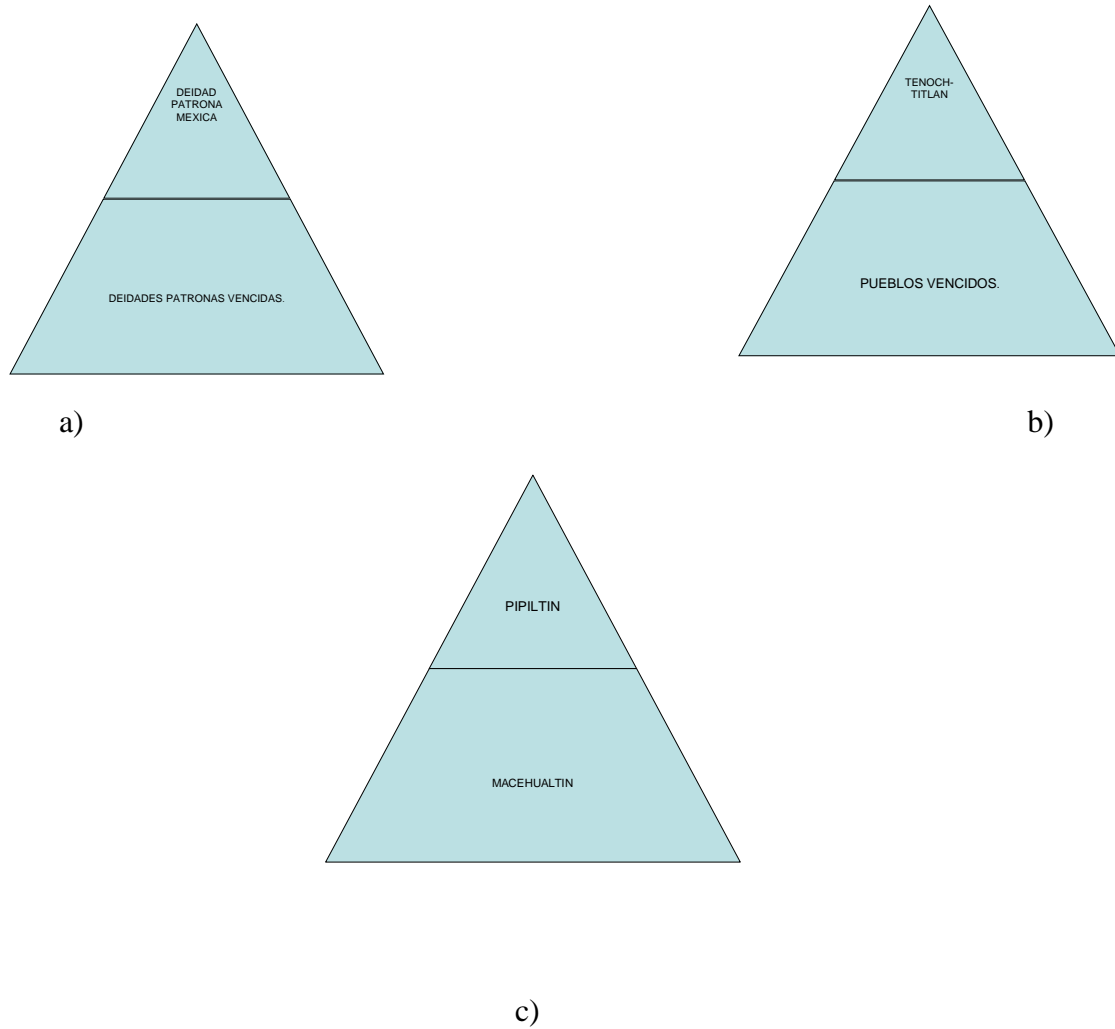 DEIDAD
PATRONA
MEXICA
DEIDADES PATRONAS VENCIDAS.
a)
TENOCH-
TITLAN
PUEBLOS VENCIDOS.
b)
PIPILTIN
MACEHUALTIN
c)